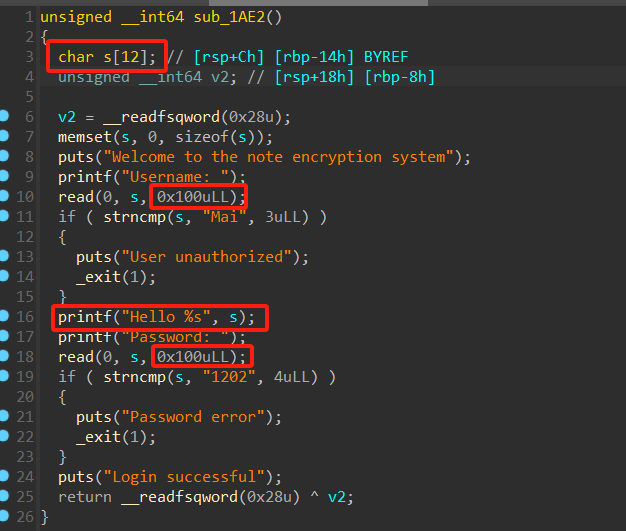 1 unsigned __int64 sub_1AE2()
2 {
3 char s[12]; // [rsp+Ch] [rbp-14h] BYREF
4 unsigned __int64 v2; // [rsp+18h] [rbp-8h]
5
6 v2 = __readfsqword(0x28u);
7 memset(s, 0, sizeof(s));
8 puts("Welcome to the note encryption system");
9 printf("Username: ");
10 read(0, s, 0x100uLL);
11 if ( strncmp(s, "Mai", 3uLL) )
12 {
13 puts("User unauthorized");
14 _exit(1);
15 }
16 printf("Hello %s", s);
17 printf("Password: ");
18 read(0, s, 0x100uLL);
19 if ( strncmp(s, "1202", 4uLL) )
20 {
21 puts("Password error");
22 _exit(1);
23 }
24 puts("Login successful");
25 return __readfsqword(0x28u) ^ v2;
26 }